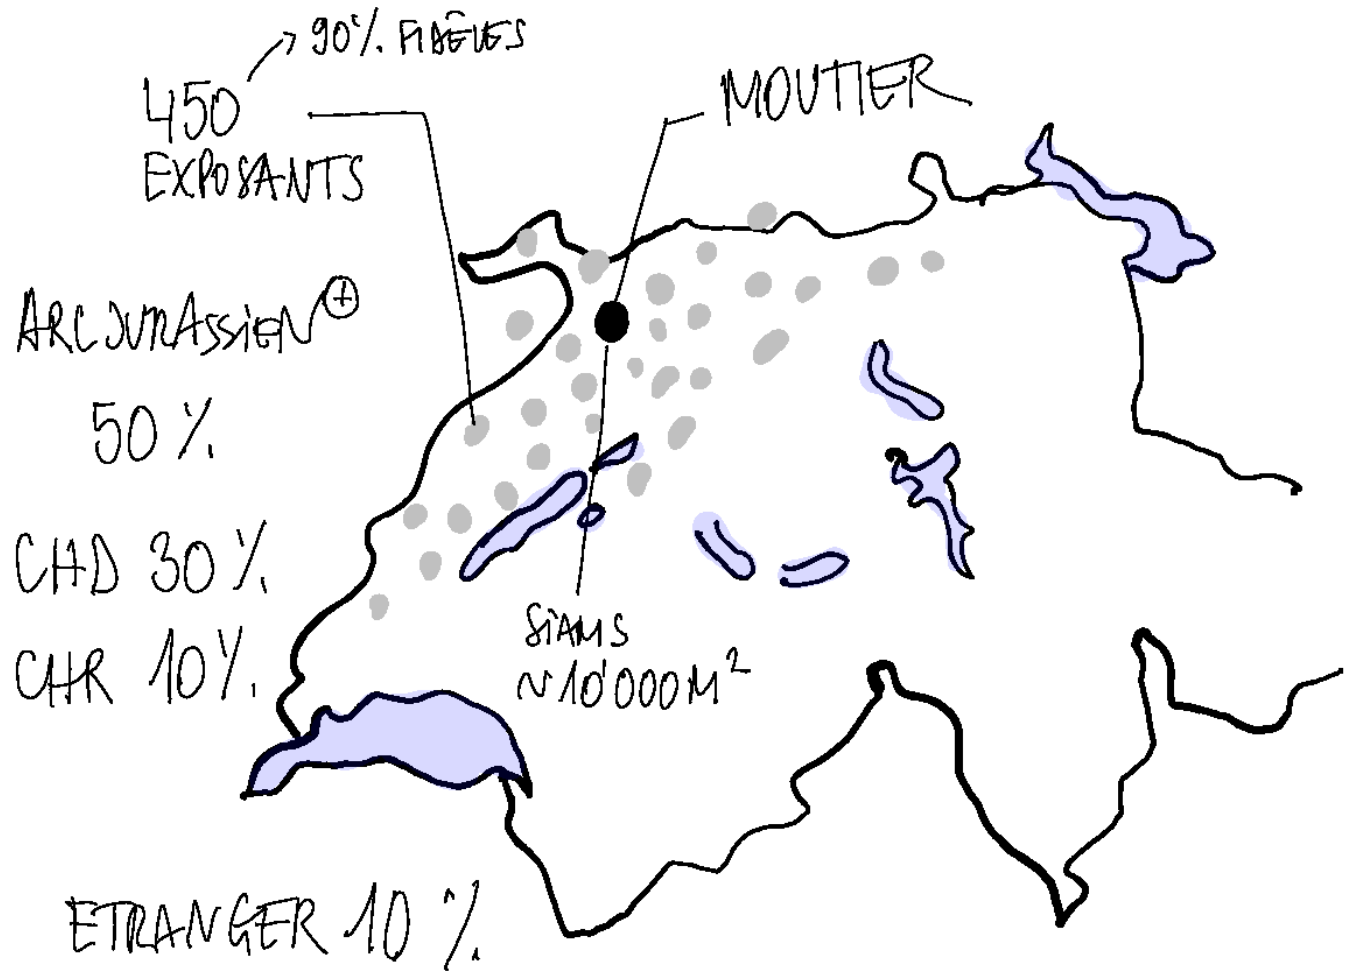 90% FIDÈLES
450
EXPOSANTS
MOUTIER
ARC JURASSIEN +
50 %
CHD 30 %
CHR 10 %
SIAMS
~ 10'000 M²
ETRANGER 10 %